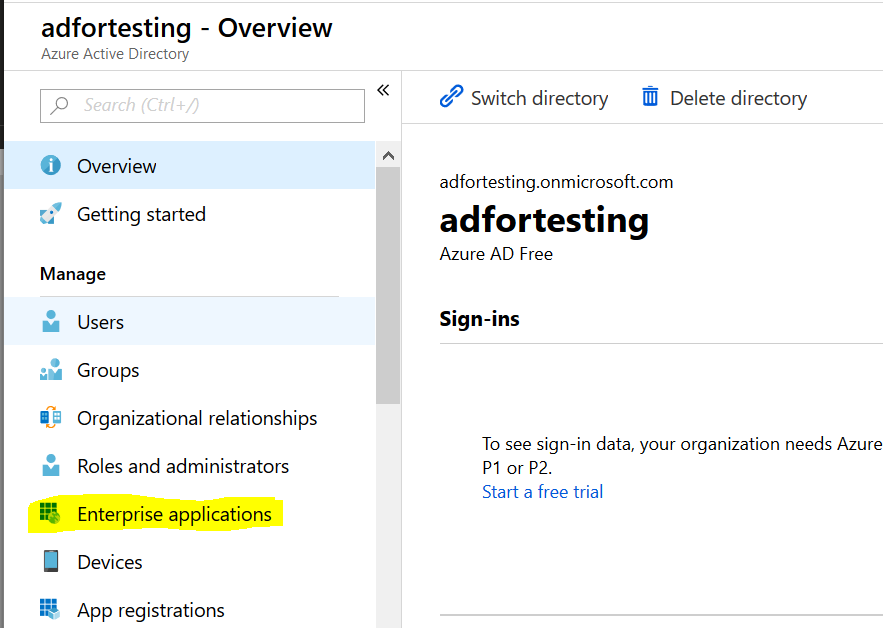 adfortesting - Overview
Azure Active Directory
Search (Ctrl+/)
«
Overview
Getting started
Manage
Users
Groups
Organizational relationships
Roles and administrators
Enterprise applications
Devices
App registrations
Switch directory
Delete directory
adfortesting.onmicrosoft.com
adfortesting
Azure AD Free
Sign-ins
To see sign-in data, your organization needs Azure
P1 or P2.
Start a free trial